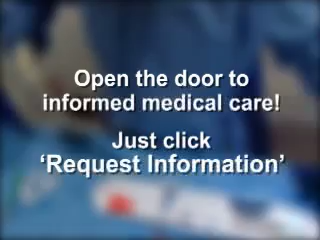 Open the door to
informed medical care!
Just click
‘Request Information’